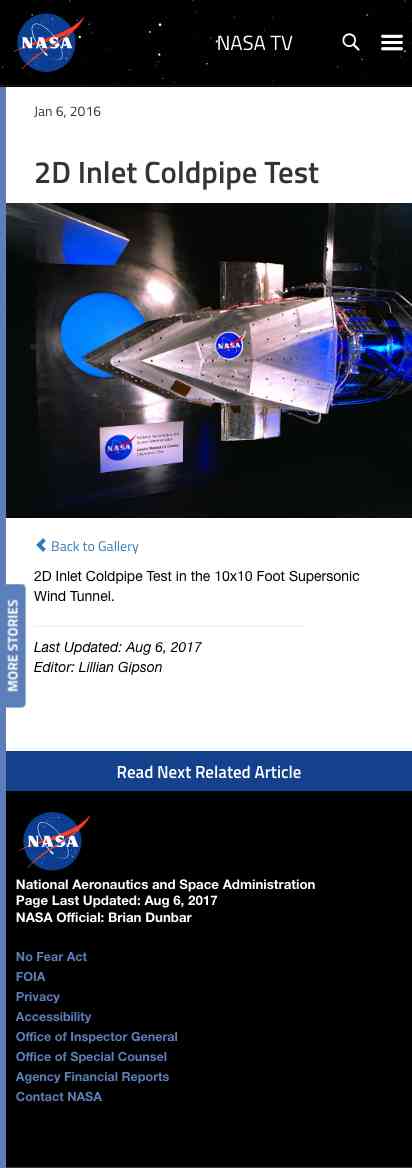 NASA
NASA TV
Jan 6, 2016
2D Inlet Coldpipe Test
NASA
NASA
Back to Gallery
2D Inlet Coldpipe Test in the 10x10 Foot Supersonic
Wind Tunnel.
MORE STORIES
Last Updated: Aug 6, 2017
Editor: Lillian Gipson
Read Next Related Article
NASA
National Aeronautics and Space Administration
Page Last Updated: Aug 6, 2017
NASA Official: Brian Dunbar
No Fear Act
FOIA
Privacy
Accessibility
Office of Inspector General
Office of Special Counsel
Agency Financial Reports
Contact NASA